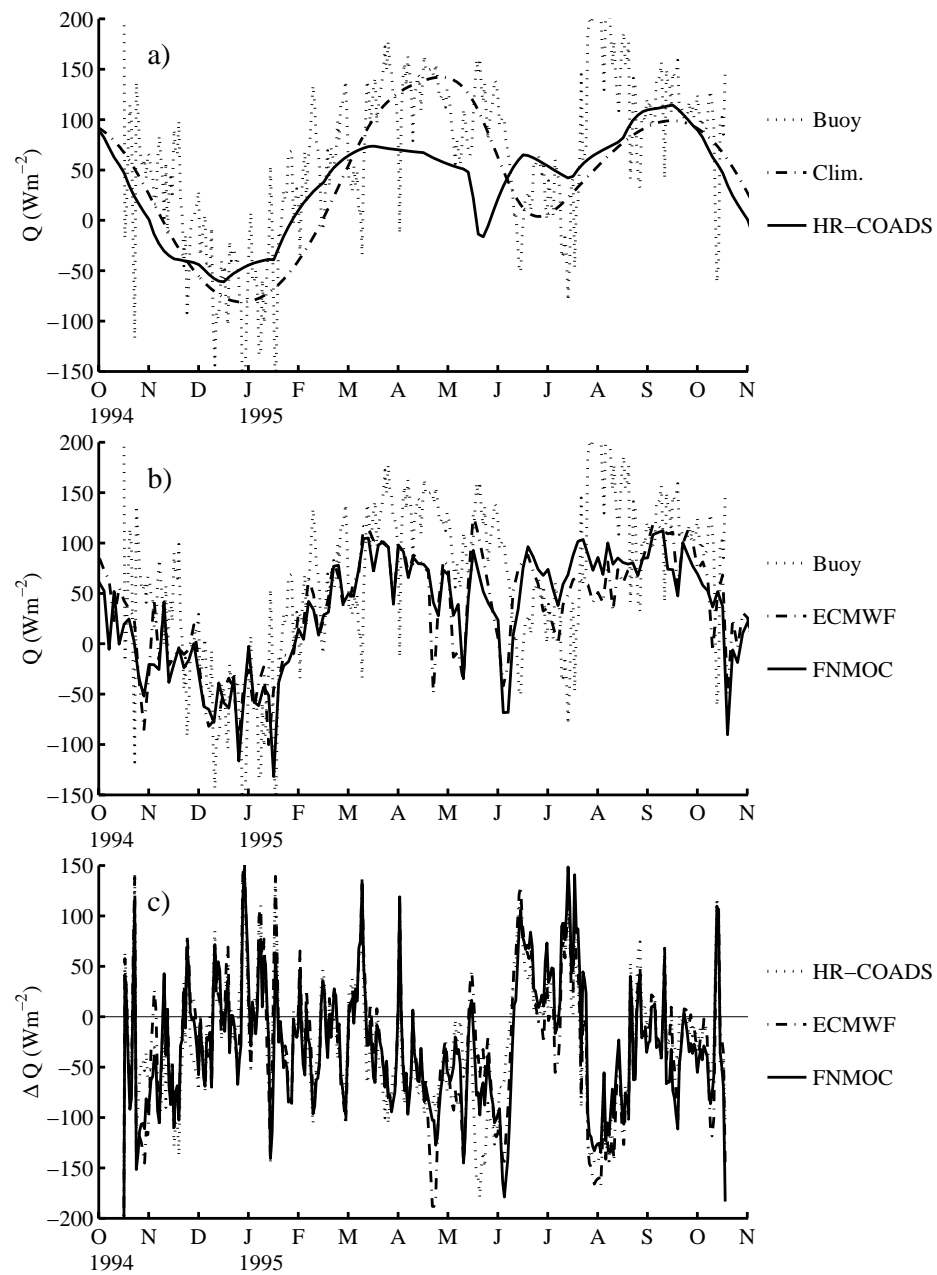 a)
200
150
100
50
0
−50
−100
−150
Q (Wm−2)
O N D J F M A M J J A S O N
1994 1995
Buoy
Clim.
HR−COADS
b)
200
150
100
50
0
−50
−100
−150
Q (Wm−2)
O N D J F M A M J J A S O N
1994 1995
Buoy
ECMWF
FNMOC
c)
150
100
50
0
−50
−100
−150
−200
Δ Q (Wm−2)
O N D J F M A M J J A S O N
1994 1995
HR−COADS
ECMWF
FNMOC